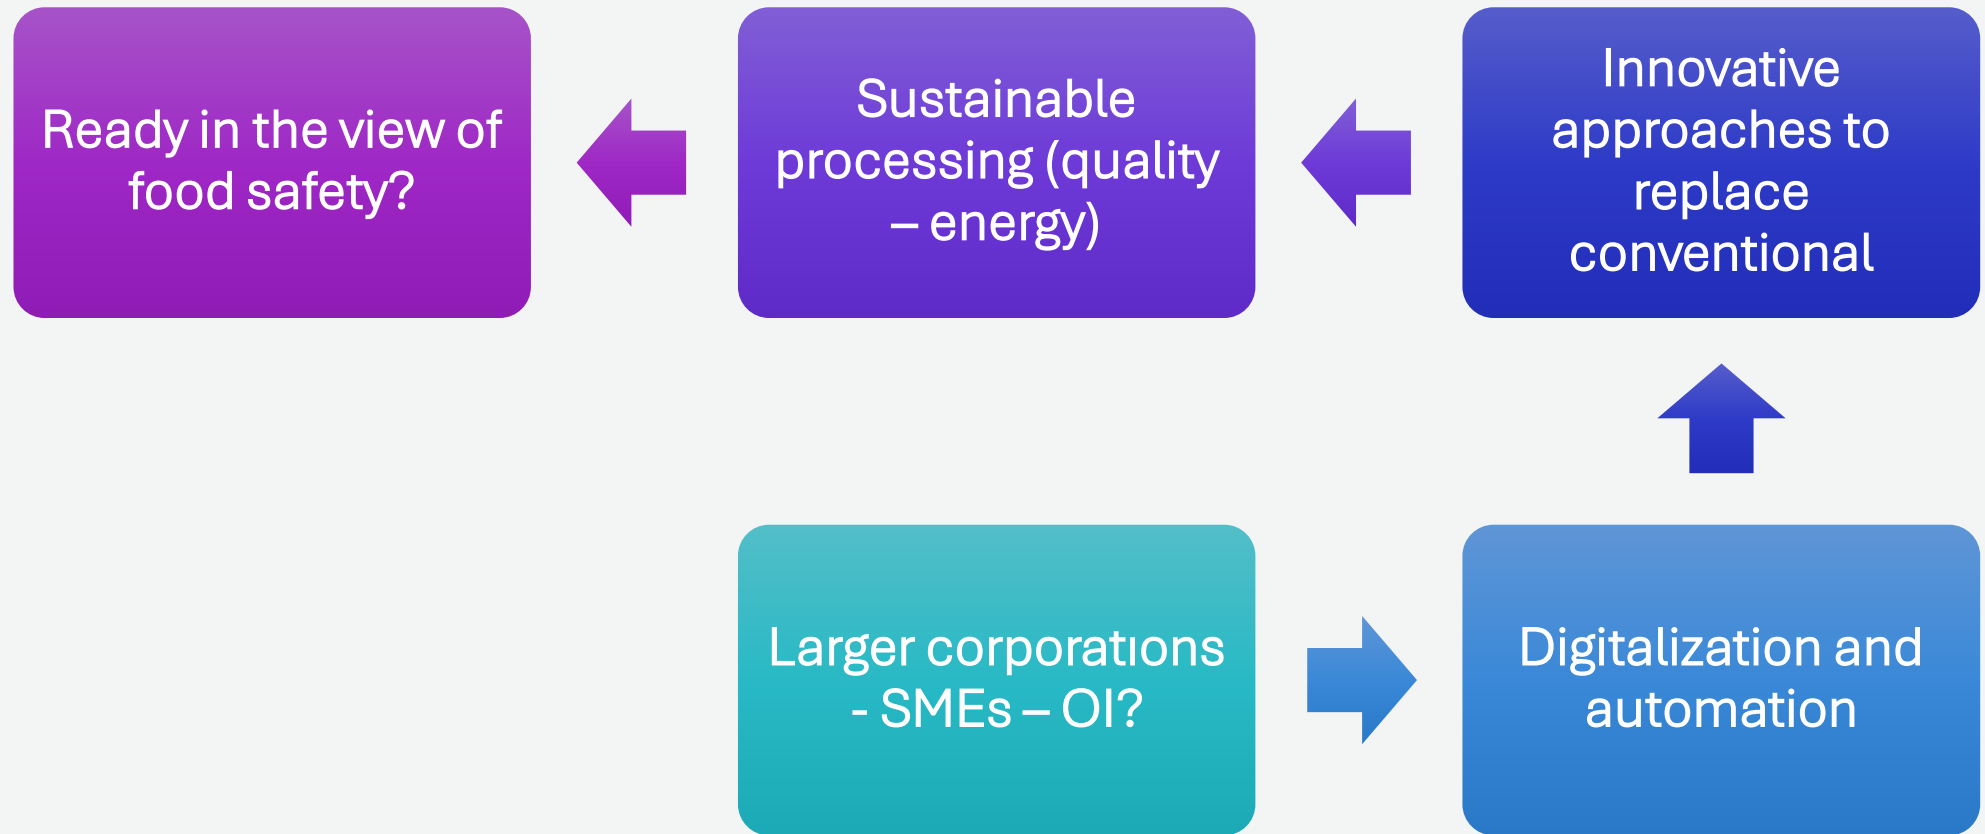 Ready in the view of
food safety?
Sustainable
processing (quality
– energy)
Innovative
approaches to
replace
conventional
Larger corporatıons
- SMEs – OI?
Digitalization and
automation